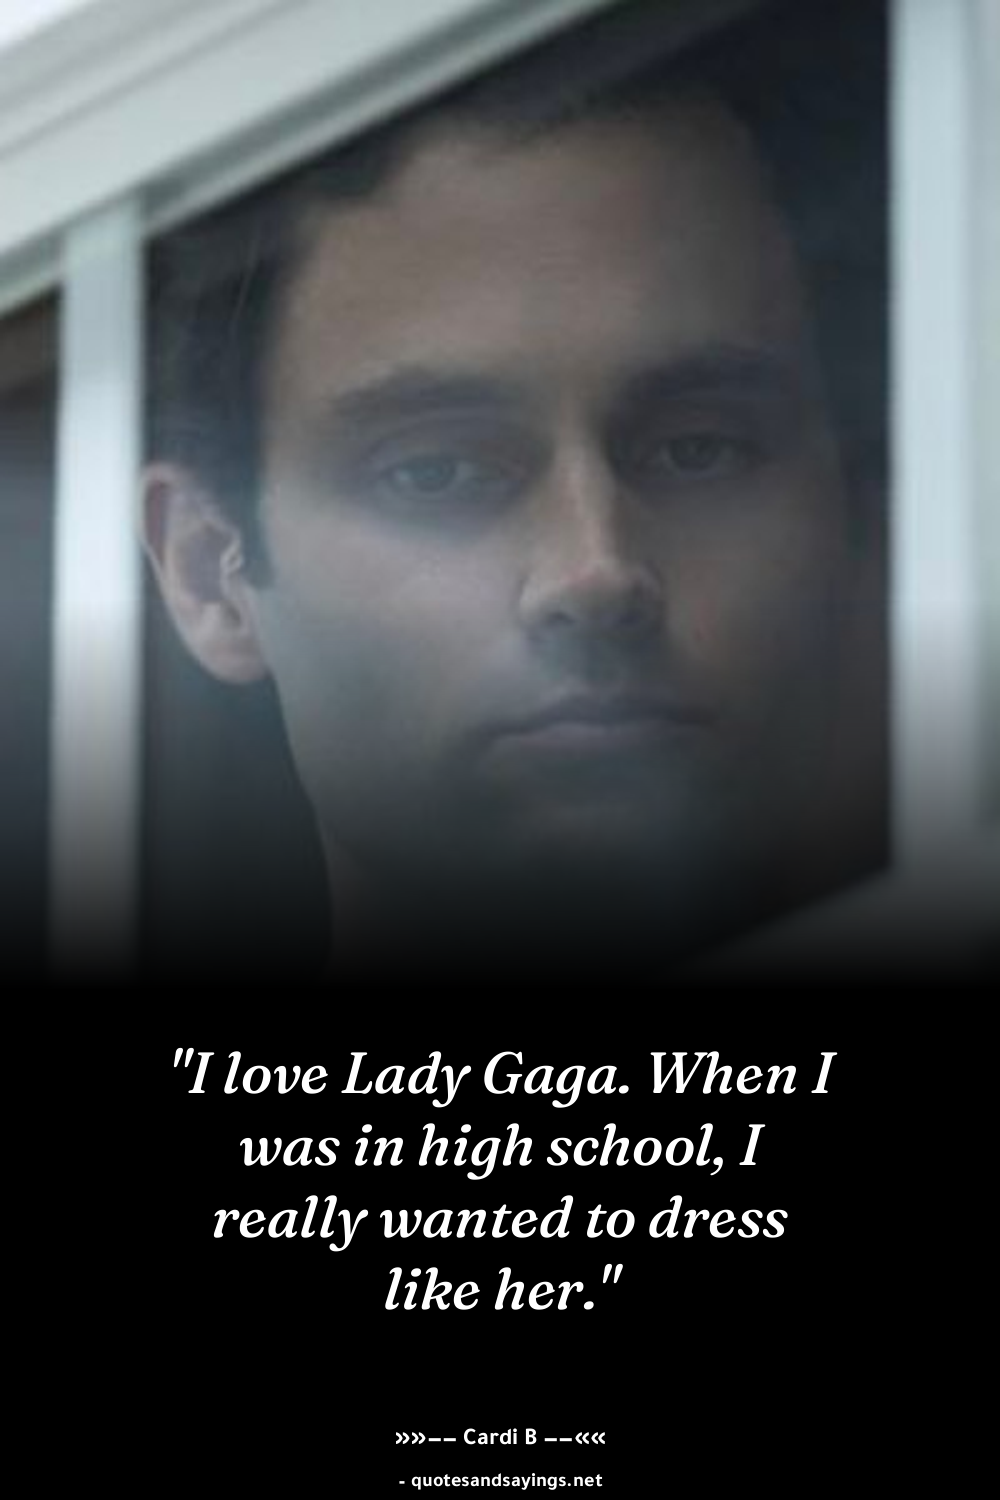 "I love Lady Gaga. When I
was in high school, I
really wanted to dress
like her."
»»–– Cardi B ––««
- quotesandsayings.net